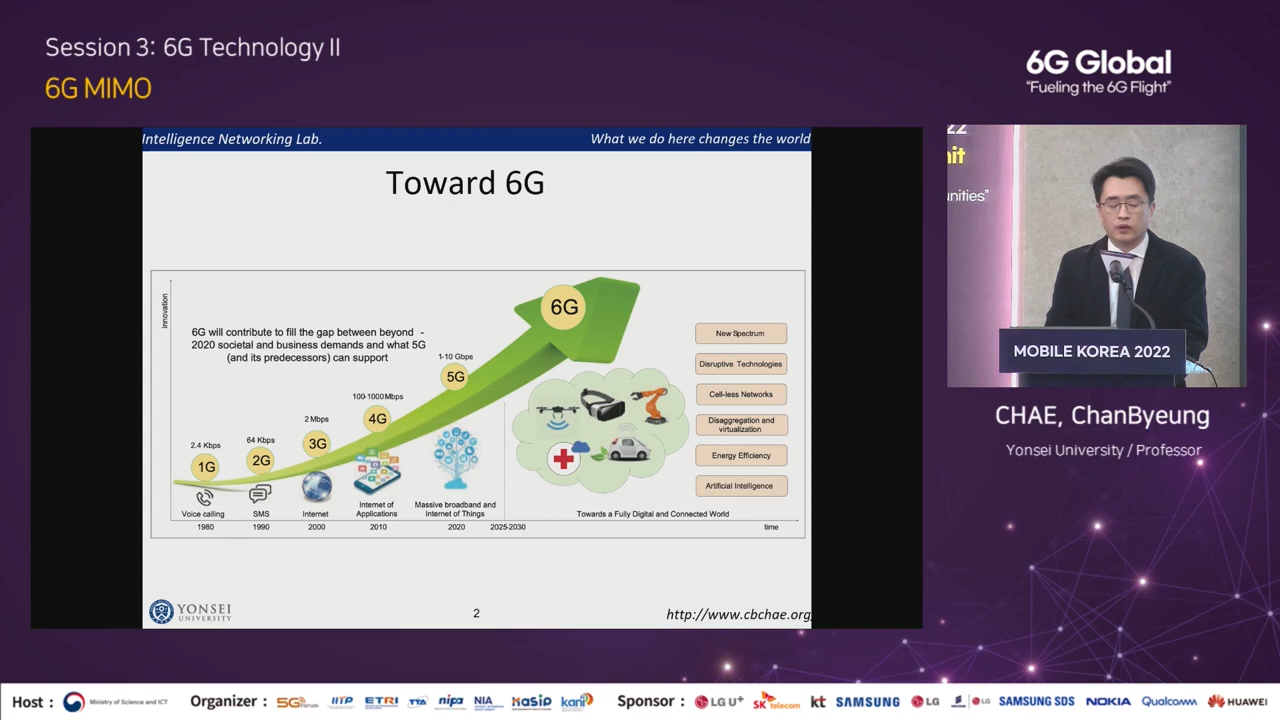 Session 3: 6G Technology II
6G MIMO
6G Global
"Fueling the 6G Flight"
Intelligence Networking Lab.
What we do here changes the world
Toward 6G
innovation
6G will contribute to fill the gap between beyond -
2020 societal and business demands and what 5G
(and its predecessors) can support
6G
1-10 Gbps
5G
100-1000 Mbps
4G
2 Mbps
3G
64 Kbps
2G
2.4 Kbps
1G
New Spectrum
Disruptive Technologies
Cell-less Networks
Disaggregation and
virtualization
Energy Efficiency
Artificial Intelligence
Voice calling
SMS
Internet
Internet of
Applications
Massive broadband and
Internet of Things
Towards a Fully Digital and Connected World
1980
1990
2000
2010
2020
2025
2030
time
YONSEI
UNIVERSITY
2
http://www.cbchae.org
22
nit
unities"
MOBILE KOREA 2022
CHAE, ChanByeung
Yonsei University / Professor
Host :
Ministry of Science and ICT
Organizer :
5G Forum
IITP
ETRI
TTA
nipa
NIA
kasip
kani
Sponsor :
LG U+
SK telecom
kt
SAMSUNG
LG
LG
SAMSUNG SDS
NOKIA
Qualcomm
HUAWEI